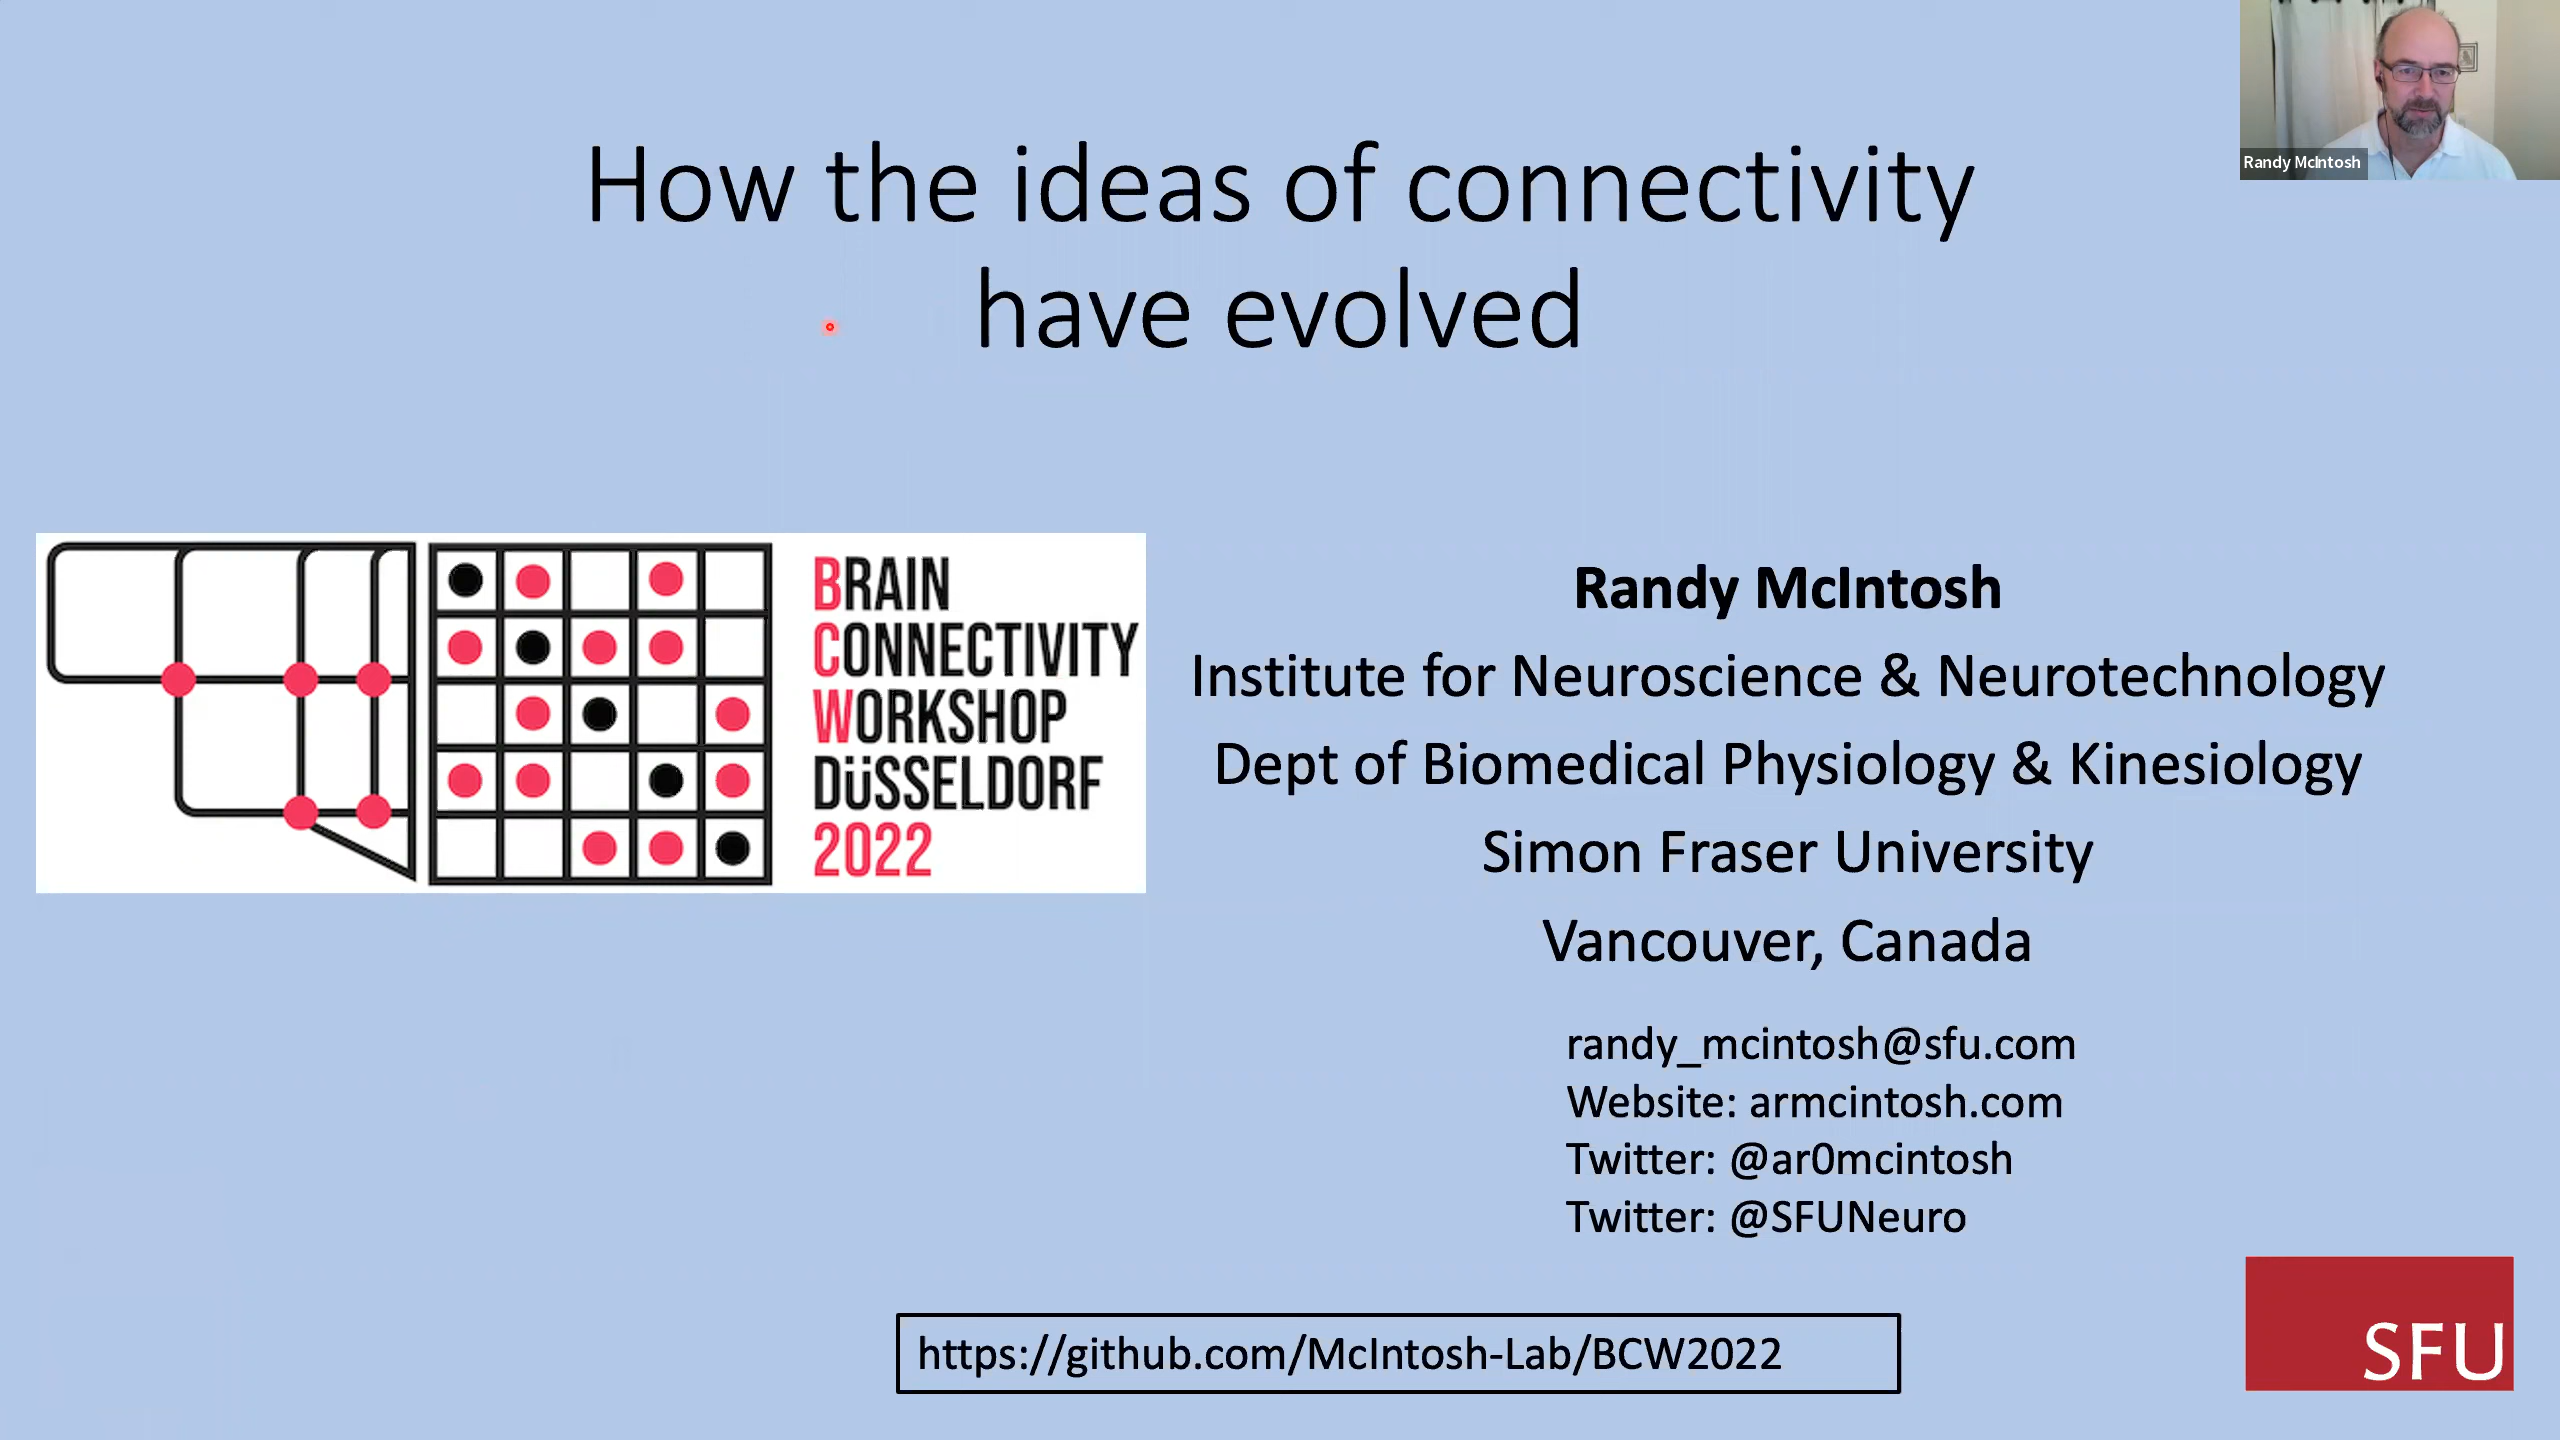 How the ideas of connectivity
have evolved
Randy McIntosh
BRAIN
CONNECTIVITY
WORKSHOP
DüSSELDORF
2022
Randy McIntosh
Institute for Neuroscience & Neurotechnology
Dept of Biomedical Physiology & Kinesiology
Simon Fraser University
Vancouver, Canada
randy_mcintosh@sfu.com
Website: armcintosh.com
Twitter: @ar0mcintosh
Twitter: @SFUNeuro
https://github.com/McIntosh-Lab/BCW2022
SFU